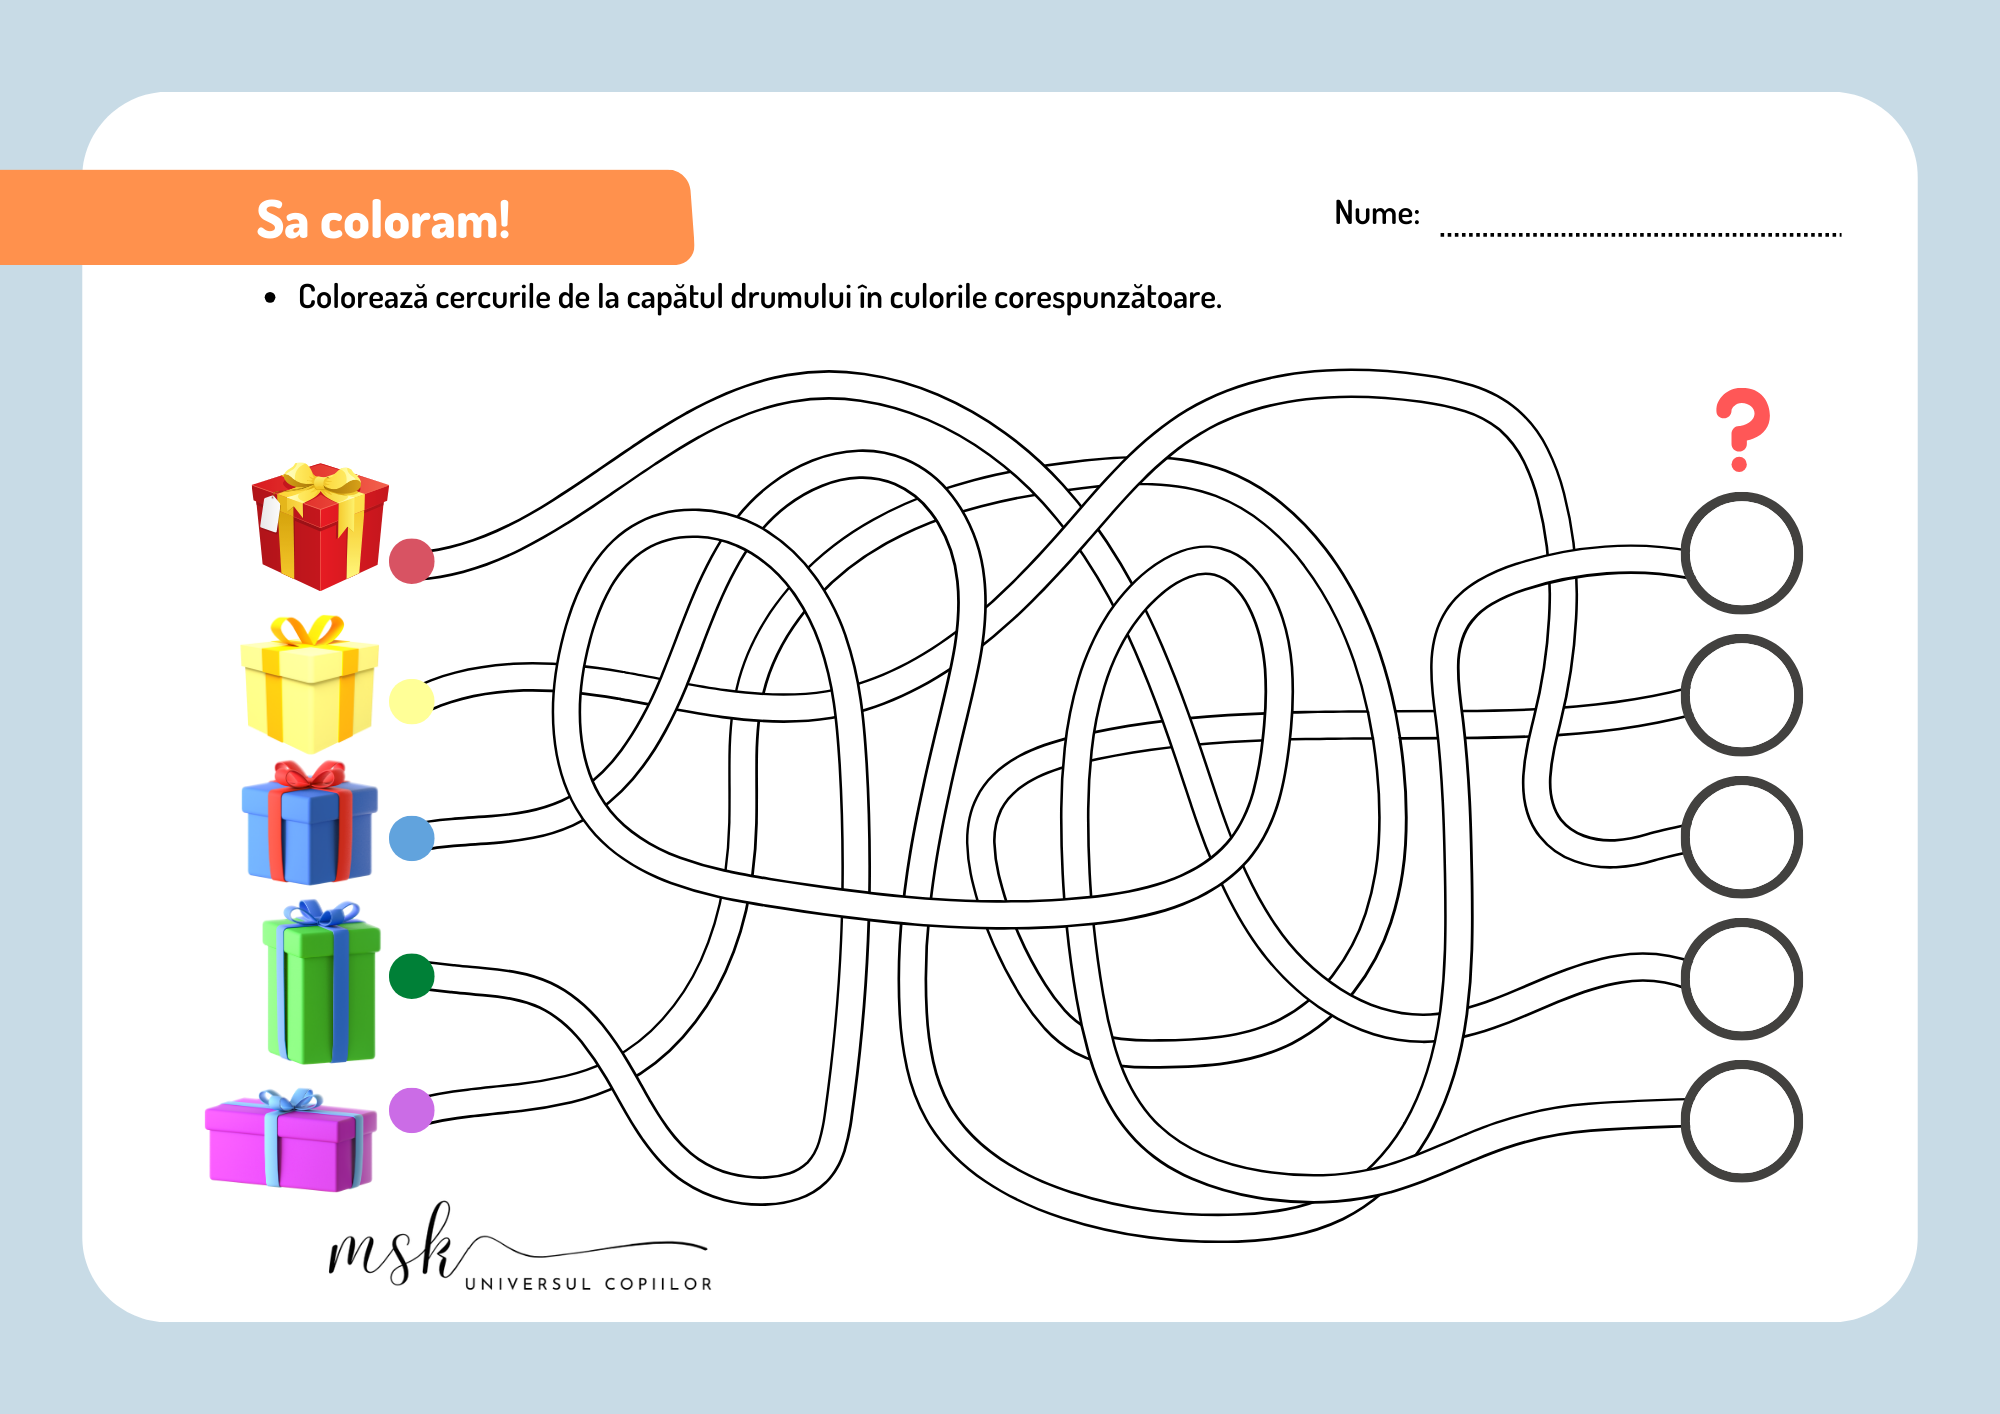 Sa coloram!
Nume:
• Colorează cercurile de la capătul drumului în culorile corespunzătoare.
?
msk
UNIVERSUL COPIILOR